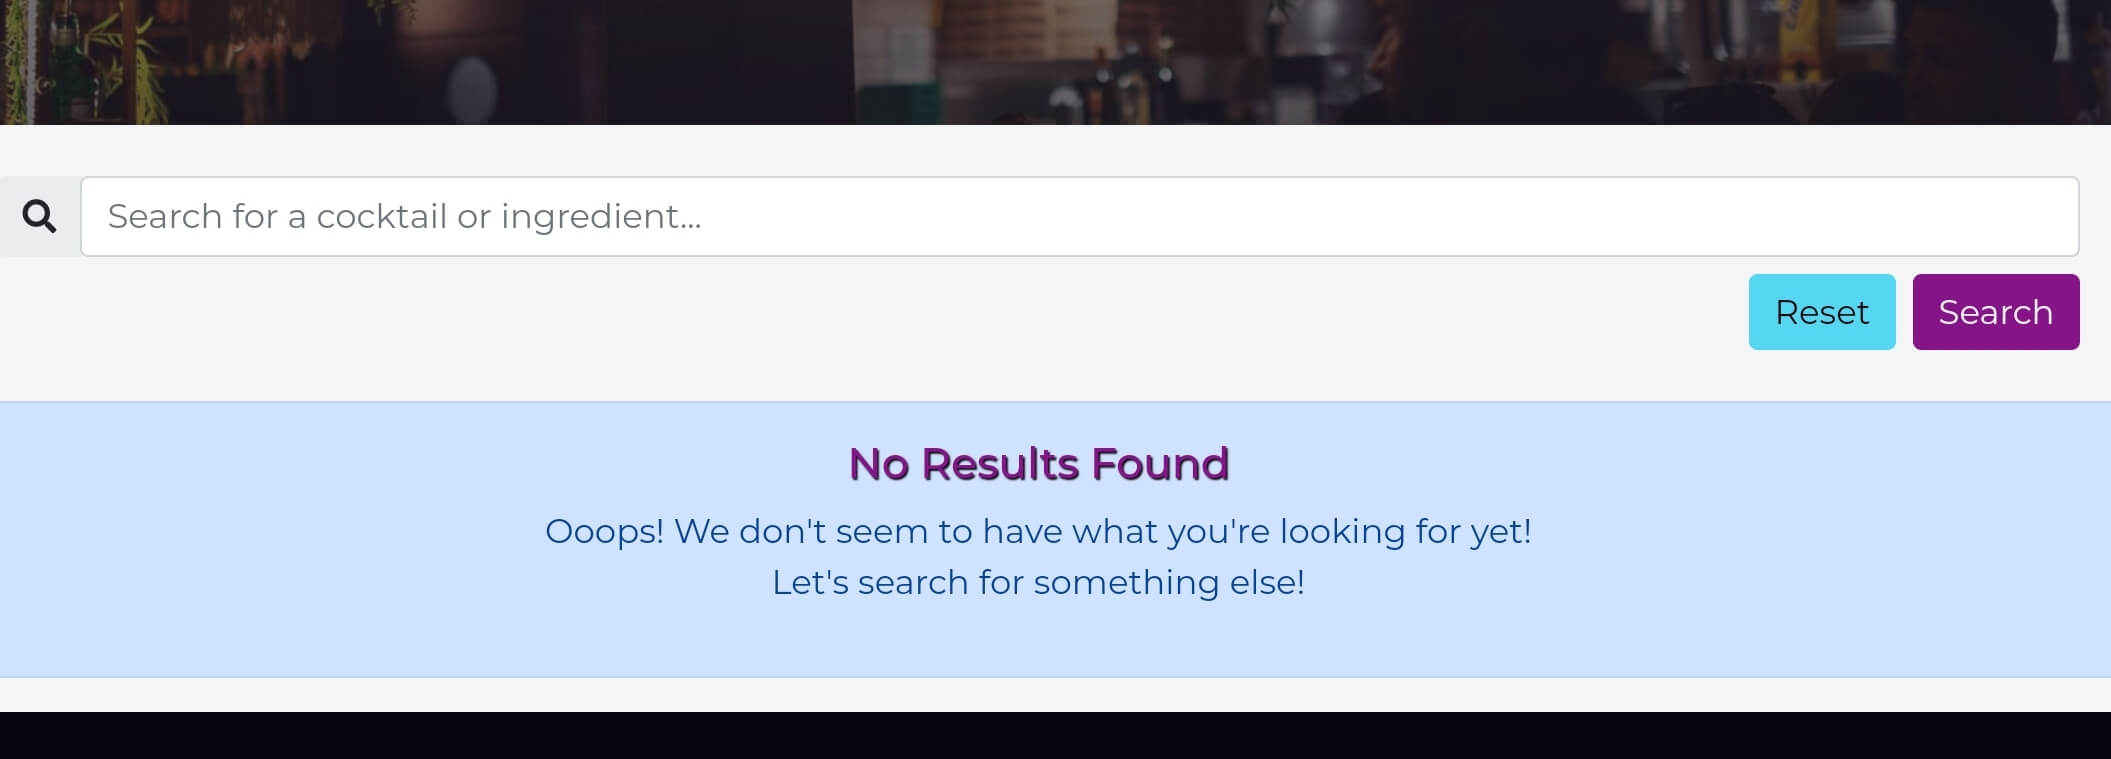 Search for a cocktail or ingredient...
Reset Search
No Results Found
Ooops! We don't seem to have what you're looking for yet!
Let's search for something else!